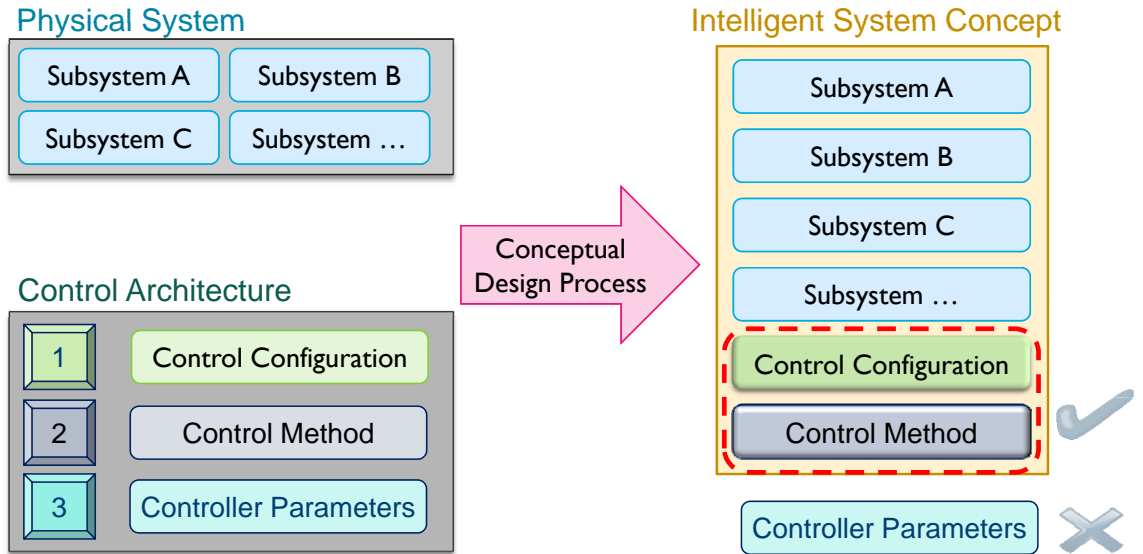 Physical System
Subsystem A
Subsystem B
Subsystem C
Subsystem …
Control Architecture
1
Control Configuration
2
Control Method
3
Controller Parameters
Conceptual
Design Process
Intelligent System Concept
Subsystem A
Subsystem B
Subsystem C
Subsystem …
Control Configuration
Control Method
Controller Parameters